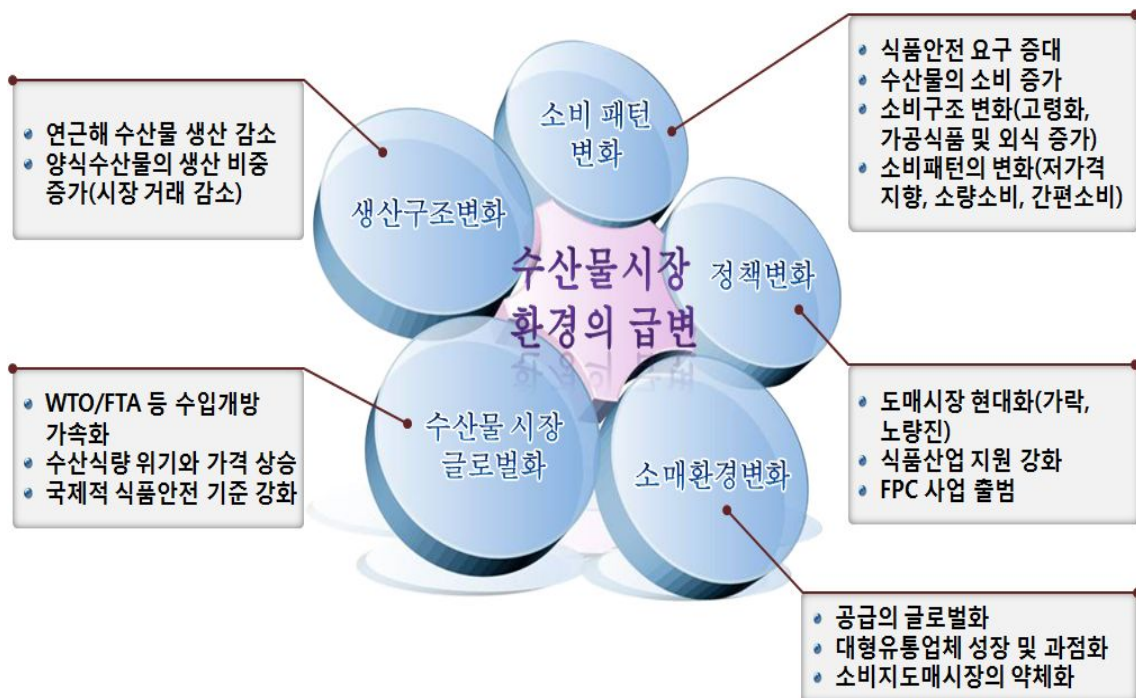 식품안전 요구 증대
수산물의 소비 증가
소비구조 변화(고령화,
가공식품 및 외식 증가)
소비패턴의 변화(저가격
지향, 소량소비, 간편소비)
소비 패턴
변화
연근해 수산물 생산 감소
양식수산물의 생산 비중
증가(시장 거래 감소)
생산구조변화
정책변화
수산물시장
환경의 급변
WTO/FTA 등 수입개방
가속화
수산식량 위기와 가격 상승
국제적 식품안전 기준 강화
수산물 시장
글로벌화
소매환경변화
도매시장 현대화(가락,
노량진)
식품산업 지원 강화
FPC 사업 출범
공급의 글로벌화
대형유통업체 성장 및 과점화
소비지도매시장의 약체화